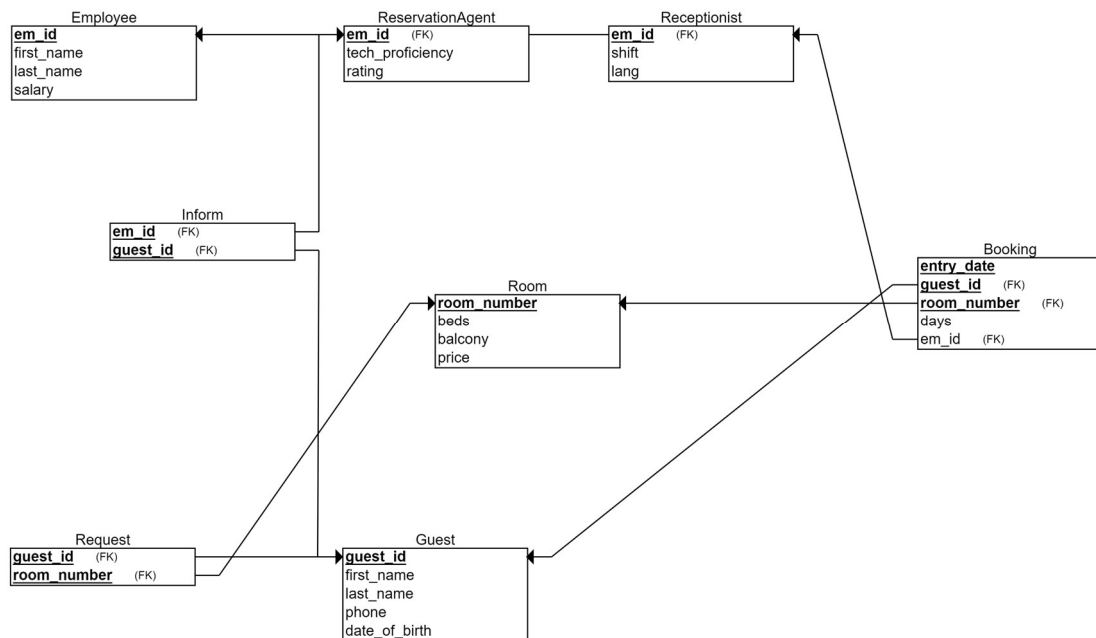 Employee
em_id
first_name
last_name
salary
ReservationAgent
em_id (FK)
tech_proficiency
rating
Receptionist
em_id (FK)
shift
lang
Inform
em_id (FK)
guest_id (FK)
Room
room_number
beds
balcony
price
Booking
entry_date
guest_id (FK)
room_number (FK)
days
em_id (FK)
Request
guest_id (FK)
room_number (FK)
Guest
guest_id
first_name
last_name
phone
date_of_birth